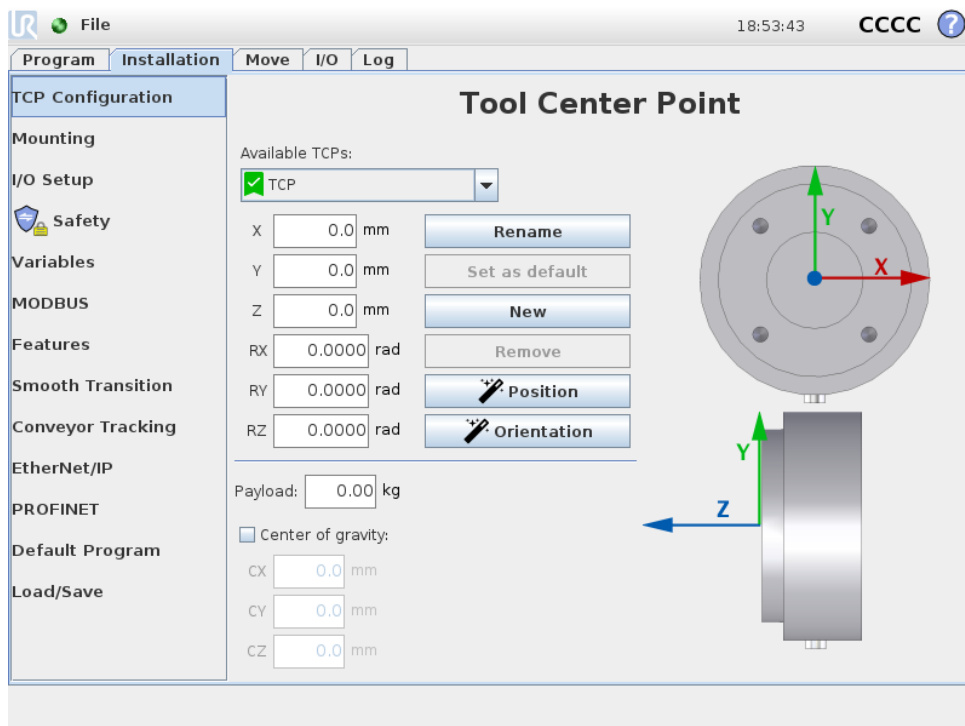 UR File 18:53:43 CCCC ?
Program Installation Move I/O Log
TCP Configuration
Mounting
I/O Setup
Safety
Variables
MODBUS
Features
Smooth Transition
Conveyor Tracking
EtherNet/IP
PROFINET
Default Program
Load/Save
Tool Center Point
Available TCPs:
TCP
X 0.0 mm Rename
Y 0.0 mm Set as default
Z 0.0 mm New
RX 0.0000 rad Remove
RY 0.0000 rad Position
RZ 0.0000 rad Orientation
Payload: 0.00 kg
Center of gravity:
CX 0.0 mm
CY 0.0 mm
CZ 0.0 mm
Y
X
Y
Z